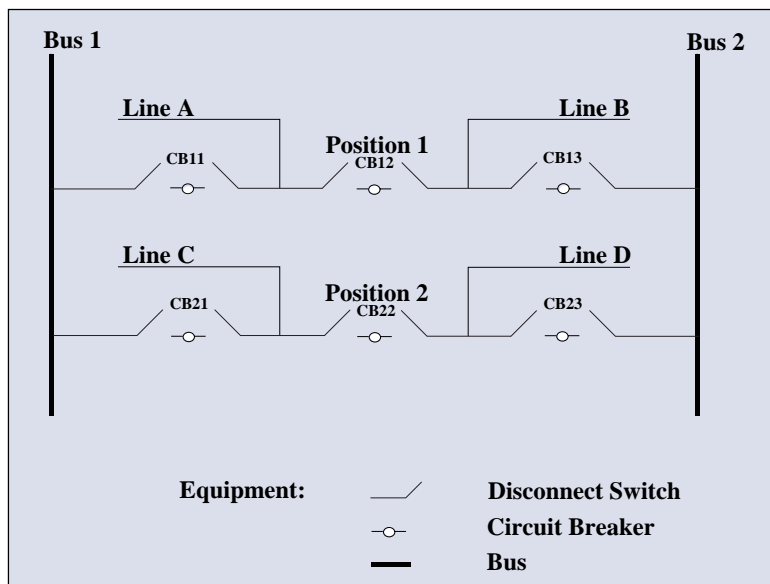 Bus 1
Bus 2
Line A
Line B
Position 1
CB11
CB12
CB13
Line C
Line D
Position 2
CB21
CB22
CB23
Equipment:
Disconnect Switch
Circuit Breaker
Bus